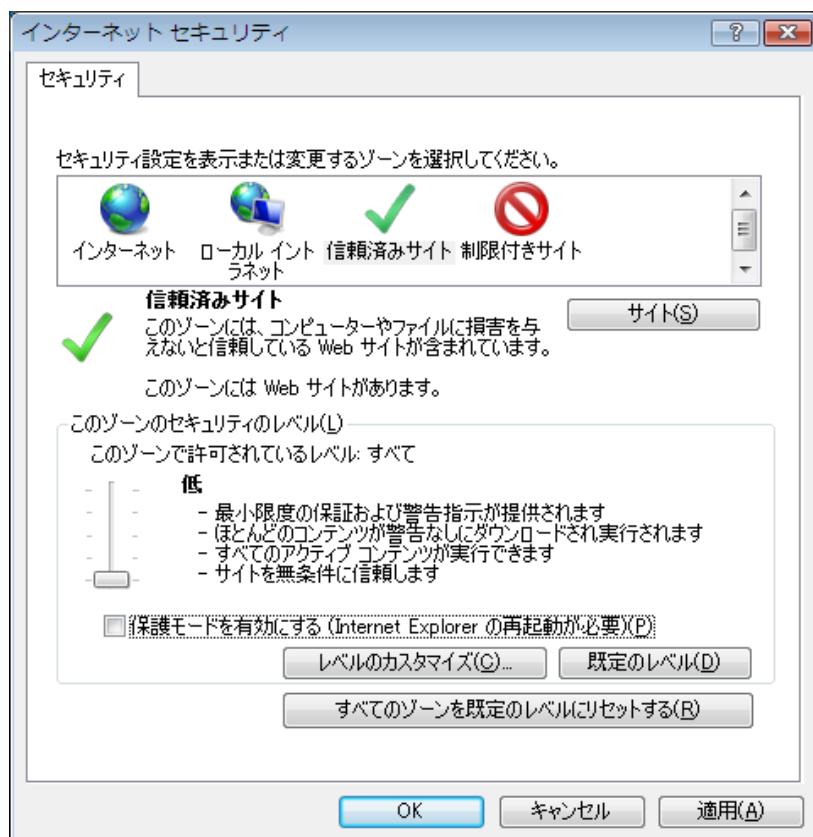 インターネット セキュリティ
セキュリティ
セキュリティ設定を表示または変更するゾーンを選択してください。
インターネット
ローカル イント
ラネット
信頼済みサイト
制限付きサイト
信頼済みサイト
このゾーンには、コンピューターやファイルに損害を与
えないと信頼している Web サイトが含まれています。
このゾーンには Web サイトがあります。
サイト(S)
このゾーンのセキュリティのレベル(L)
このゾーンで許可されているレベル: すべて
低
- 最小限度の保証および警告指示が提供されます
- ほとんどのコンテンツが警告なしにダウンロードされ実行されます
- すべてのアクティブ コンテンツが実行できます
- サイトを無条件に信頼します
保護モードを有効にする (Internet Explorer の再起動が必要)(P)
レベルのカスタマイズ(C)...
既定のレベル(D)
すべてのゾーンを既定のレベルにリセットする(R)
OK
キャンセル
適用(A)